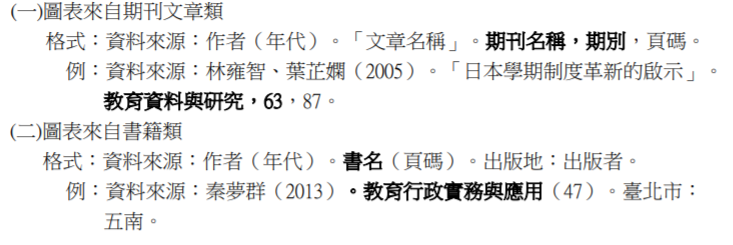 (一)圖表來自期刊文章類
格式：資料來源：作者（年代）。「文章名稱」。期刊名稱，期別，頁碼。
例：資料來源：林雍智、葉芷嫻（2005）。「日本學期制度革新的啟示」。
教育資料與研究，63，87。
(二)圖表來自書籍類
格式：資料來源：作者（年代）。書名（頁碼）。出版地：出版者。
例：資料來源：秦夢群（2013）。教育行政實務與應用（47）。臺北市：
五南。